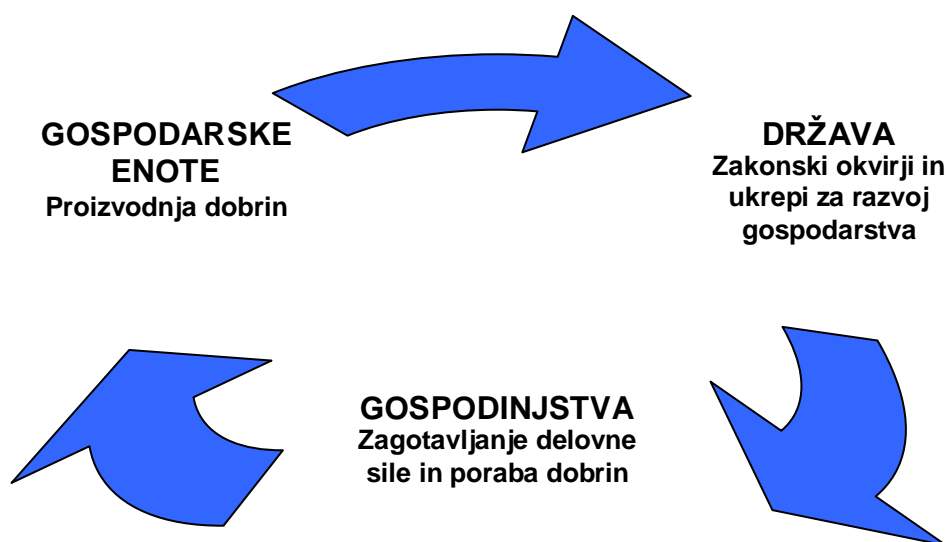 GOSPODARSKE
ENOTE
Proizvodnja dobrin
DRŽAVA
Zakonski okvirji in
ukrepi za razvoj
gospodarstva
GOSPODINJSTVA
Zagotavljanje delovne
sile in poraba dobrin